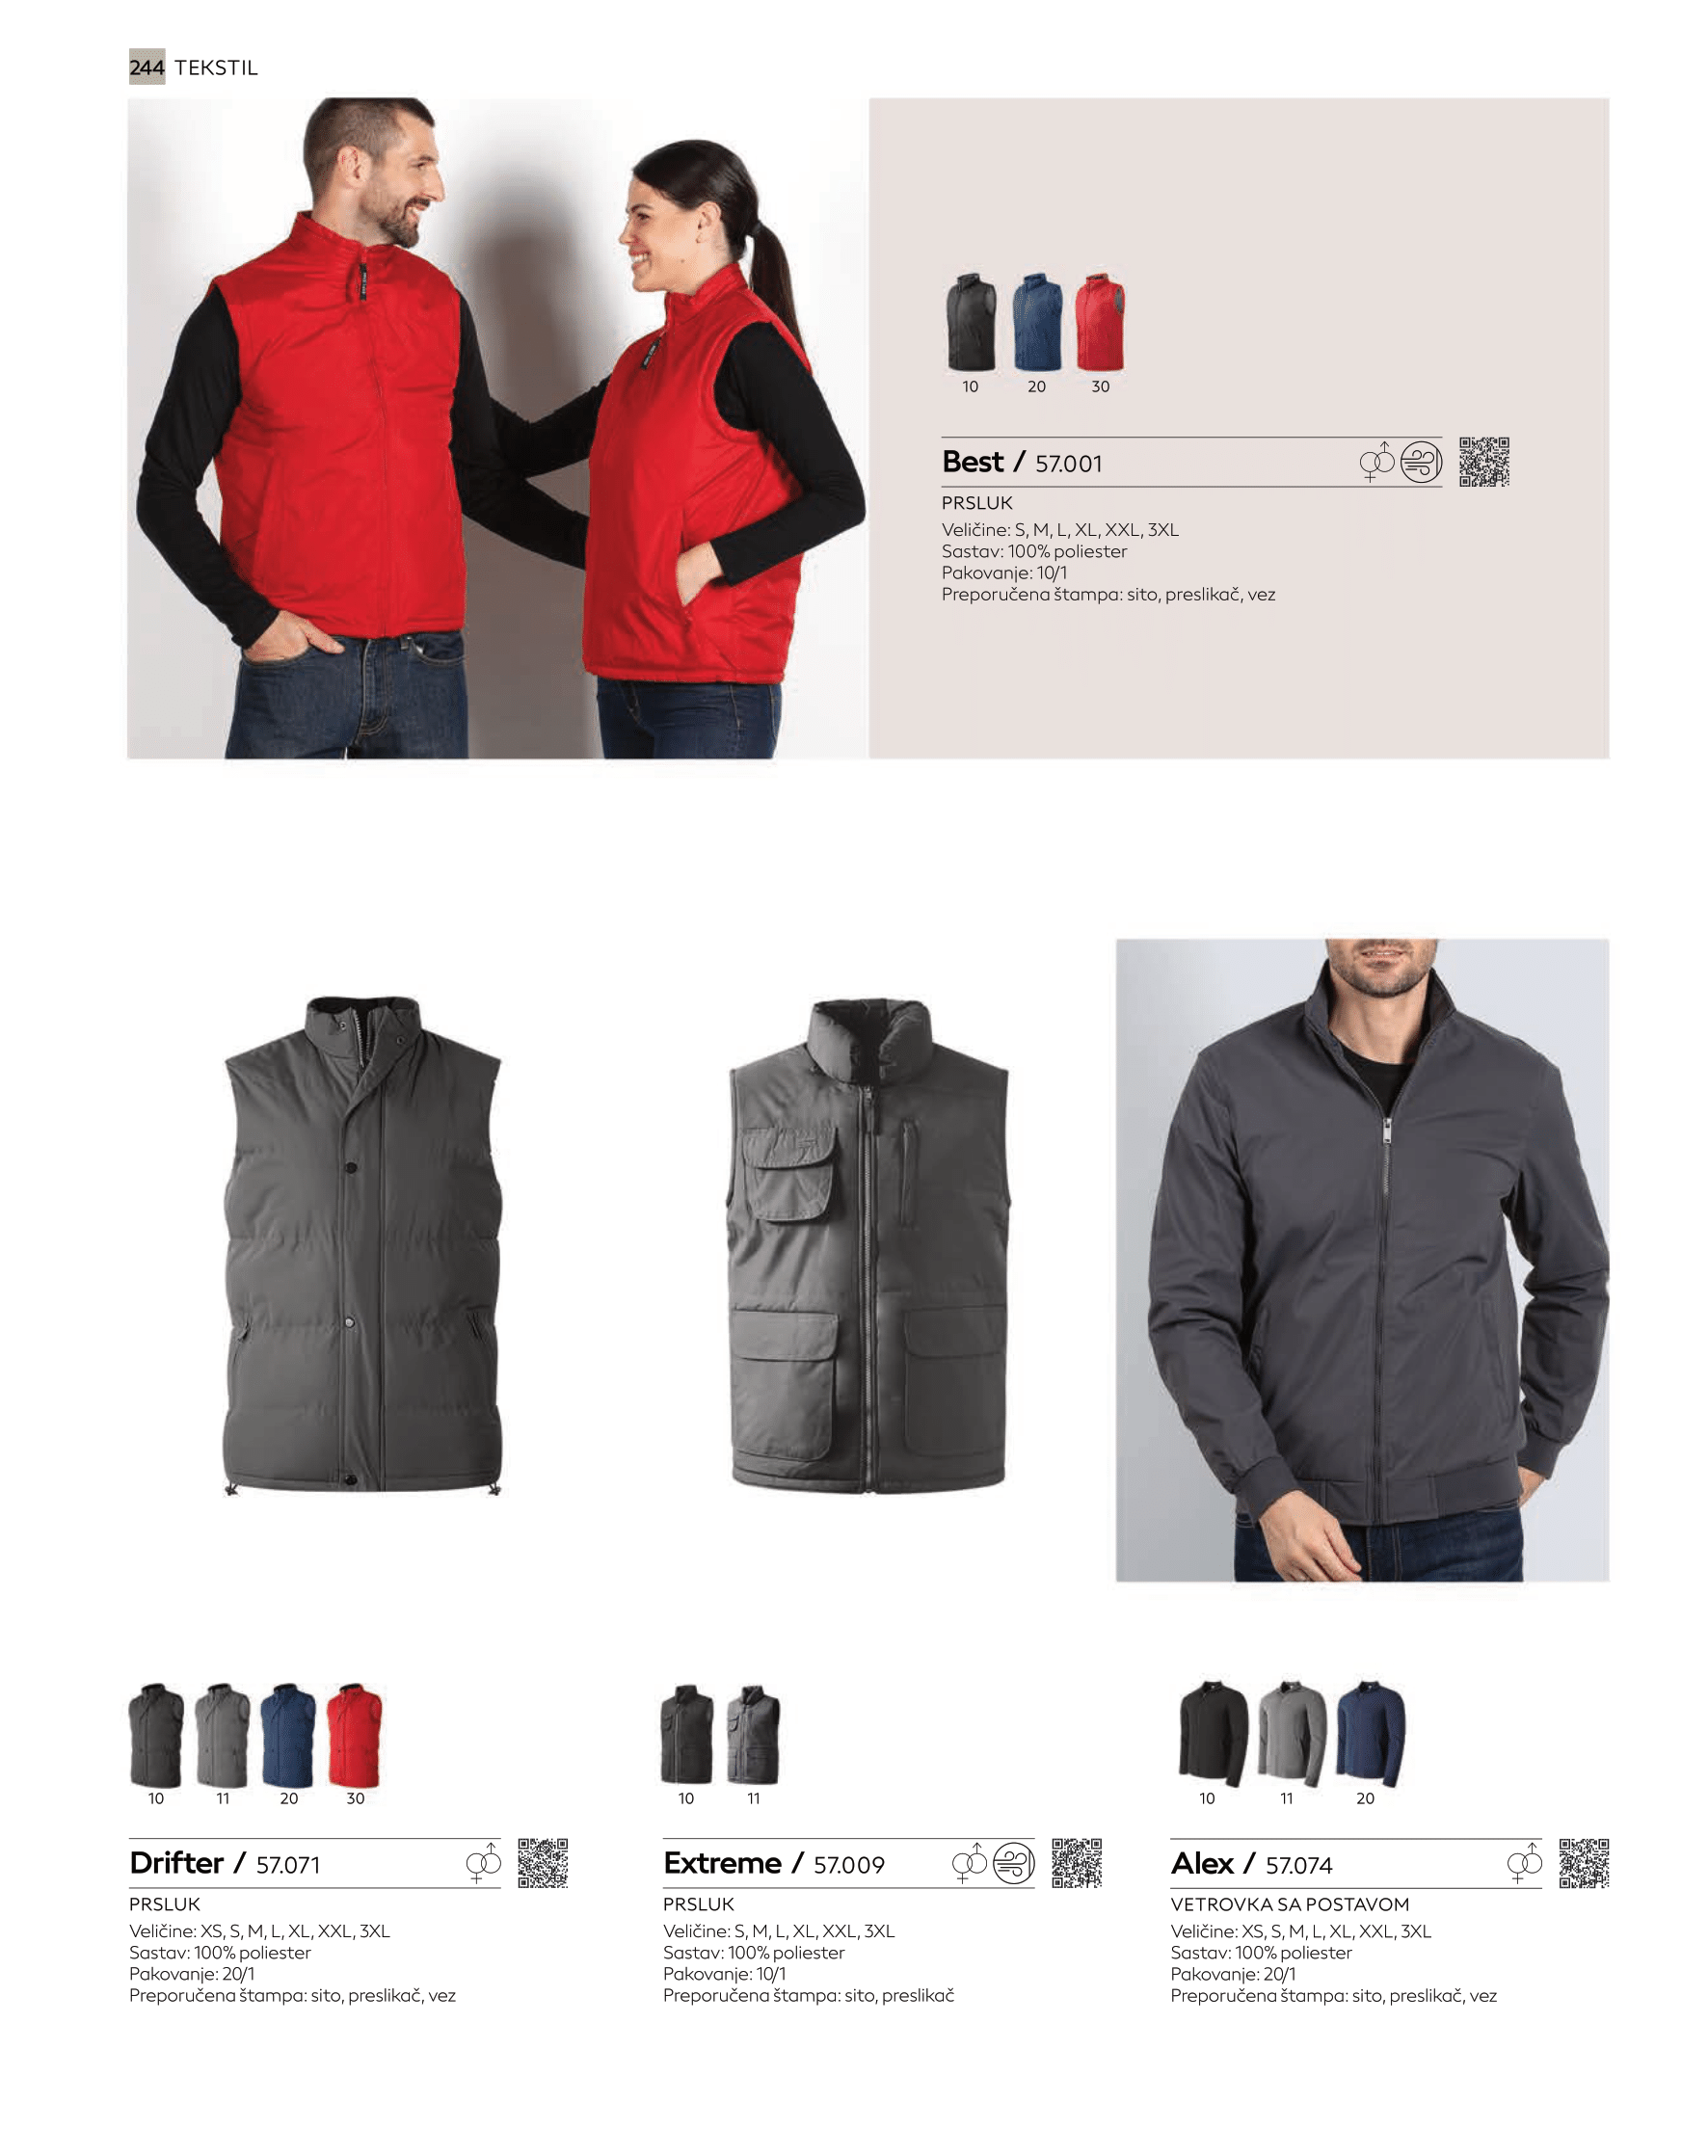 244 TEKSTIL
10 20 30
Best / 57.001
PRSLUK
Veličine: S, M, L, XL, XXL, 3XL
Sastav: 100% poliester
Pakovanje: 10/1
Preporučena štampa: sito, preslikač, vez
10 11 20 30
Drifter / 57.071
PRSLUK
Veličine: XS, S, M, L, XL, XXL, 3XL
Sastav: 100% poliester
Pakovanje: 20/1
Preporučena štampa: sito, preslikač, vez
10 11
Extreme / 57.009
PRSLUK
Veličine: S, M, L, XL, XXL, 3XL
Sastav: 100% poliester
Pakovanje: 10/1
Preporučena štampa: sito, preslikač
10 11 20
Alex / 57.074
VETROVKA SA POSTAVOM
Veličine: XS, S, M, L, XL, XXL, 3XL
Sastav: 100% poliester
Pakovanje: 20/1
Preporučena štampa: sito, preslikač, vez